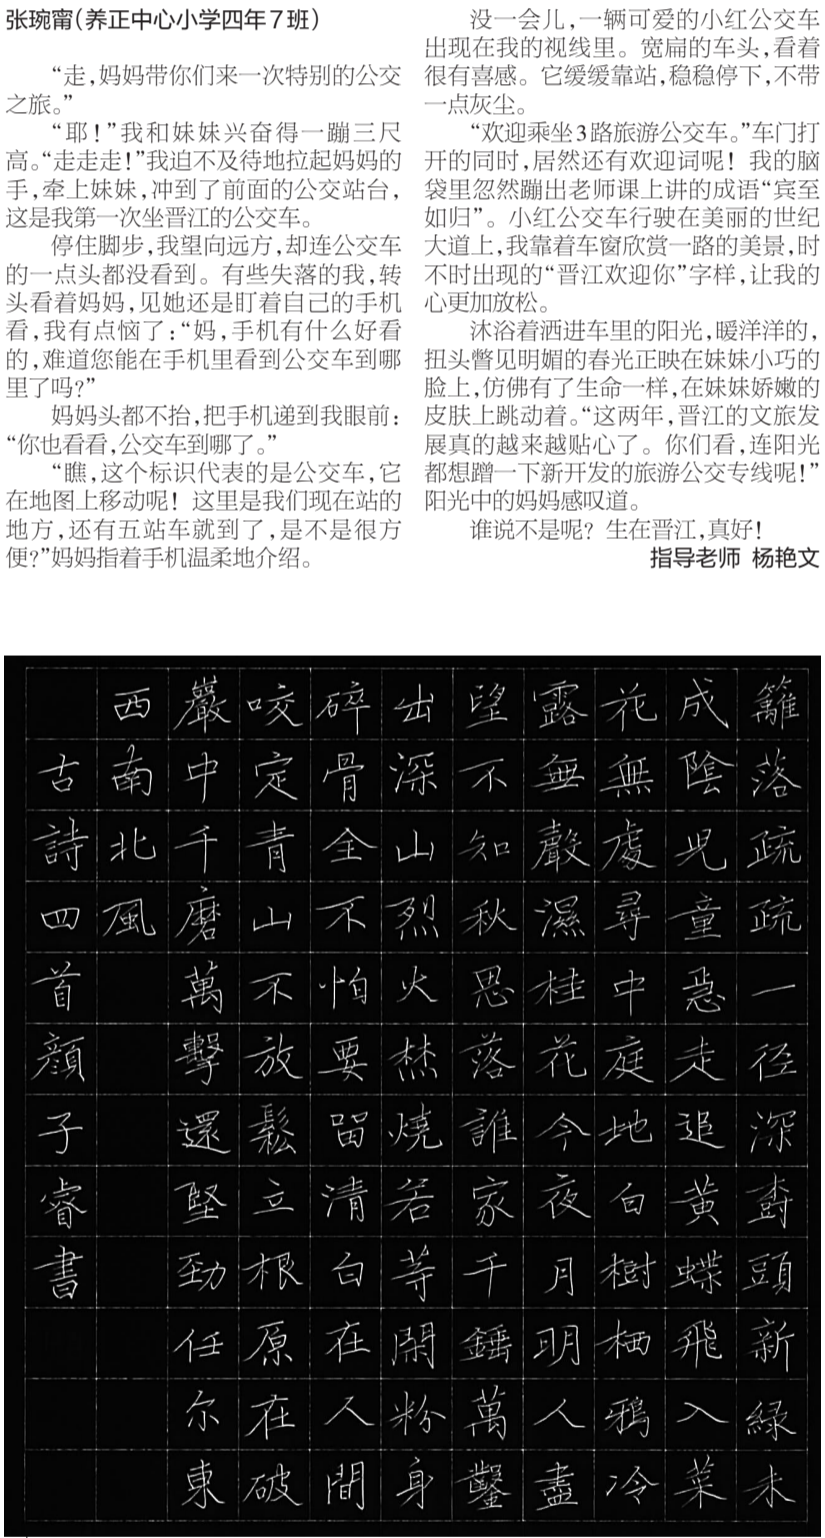 张琬甯(养正中心小学四年7班)
“走,妈妈带你们来一次特别的公交
之旅。”
“耶!”我和妹妹兴奋得一蹦三尺
高。“走走走!”我迫不及待地拉起妈妈的
手,牵上妹妹,冲到了前面的公交站台,
这是我第一次坐晋江的公交车。
停住脚步,我望向远方,却连公交车
的一点头都没看到。有些失落的我,转
头看着妈妈,见她还是盯着自己的手机
看,我有点恼了:“妈,手机有什么好看
的,难道您能在手机里看到公交车到哪
里了吗?”
妈妈头都不抬,把手机递到我眼前:
“你也看看,公交车到哪了。”
“瞧,这个标识代表的是公交车,它
在地图上移动呢!这里是我们现在站的
地方,还有五站车就到了,是不是很方
便?”妈妈指着手机温柔地介绍。
没一会儿,一辆可爱的小红公交车
出现在我的视线里。宽扁的车头,看着
很有喜感。它缓缓靠站,稳稳停下,不带
一点灰尘。
“欢迎乘坐3路旅游公交车。”车门打
开的同时,居然还有欢迎词呢!我的脑
袋里忽然蹦出老师课上讲的成语“宾至
如归”。小红公交车行驶在美丽的世纪
大道上,我靠着车窗欣赏一路的美景,时
不时出现的“晋江欢迎你”字样,让我的
心更加放松。
沐浴着洒进车里的阳光,暖洋洋的,
扭头瞥见明媚的春光正映在妹妹小巧的
脸上,仿佛有了生命一样,在妹妹娇嫩的
皮肤上跳动着。“这两年,晋江的文旅发
展真的越来越贴心了。你们看,连阳光
都想蹭一下新开发的旅游公交专线呢!”
阳光中的妈妈感叹道。
谁说不是呢?生在晋江,真好!
指导老师 杨艳文
籬落疏疏一径深樹頭新綠未
成陰児童急走追黃蝶飛入菜
花無處尋中庭地白樹栖鴉冷
露無聲濕桂花今夜月明人盡
望不知秋思落誰家千錘萬鑿
出深山烈火焚燒若等閑粉身
碎骨全不怕要留清白在人間
咬定青山不放鬆立根原在破
巖中千磨萬擊還堅勁任尔東
西南北風
古詩四首顏子睿書